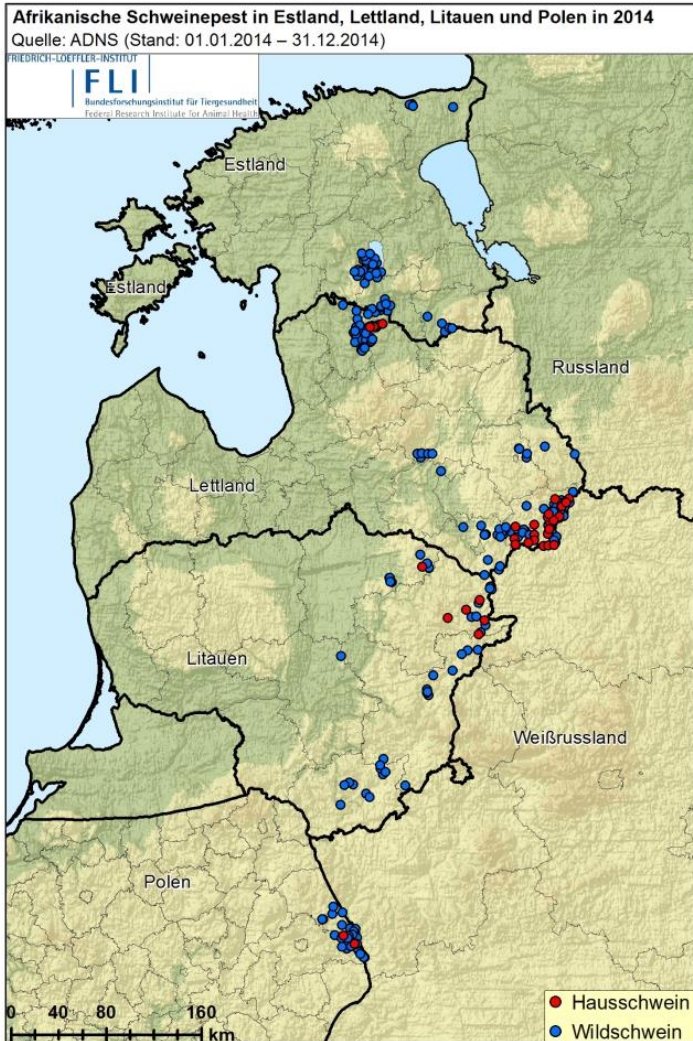 Afrikanische Schweinepest in Estland, Lettland, Litauen und Polen in 2014
Quelle: ADNS (Stand: 01.01.2014 – 31.12.2014)
FRIEDRICH-LOEFFLER-INSTITUT
FLI
Bundesforschungsinstitut für Tiergesundheit
Federal Research Institute for Animal Health
Estland
Estland
Russland
Lettland
Litauen
Weißrussland
Polen
0 40 80 160
km
Hausschwein
Wildschwein